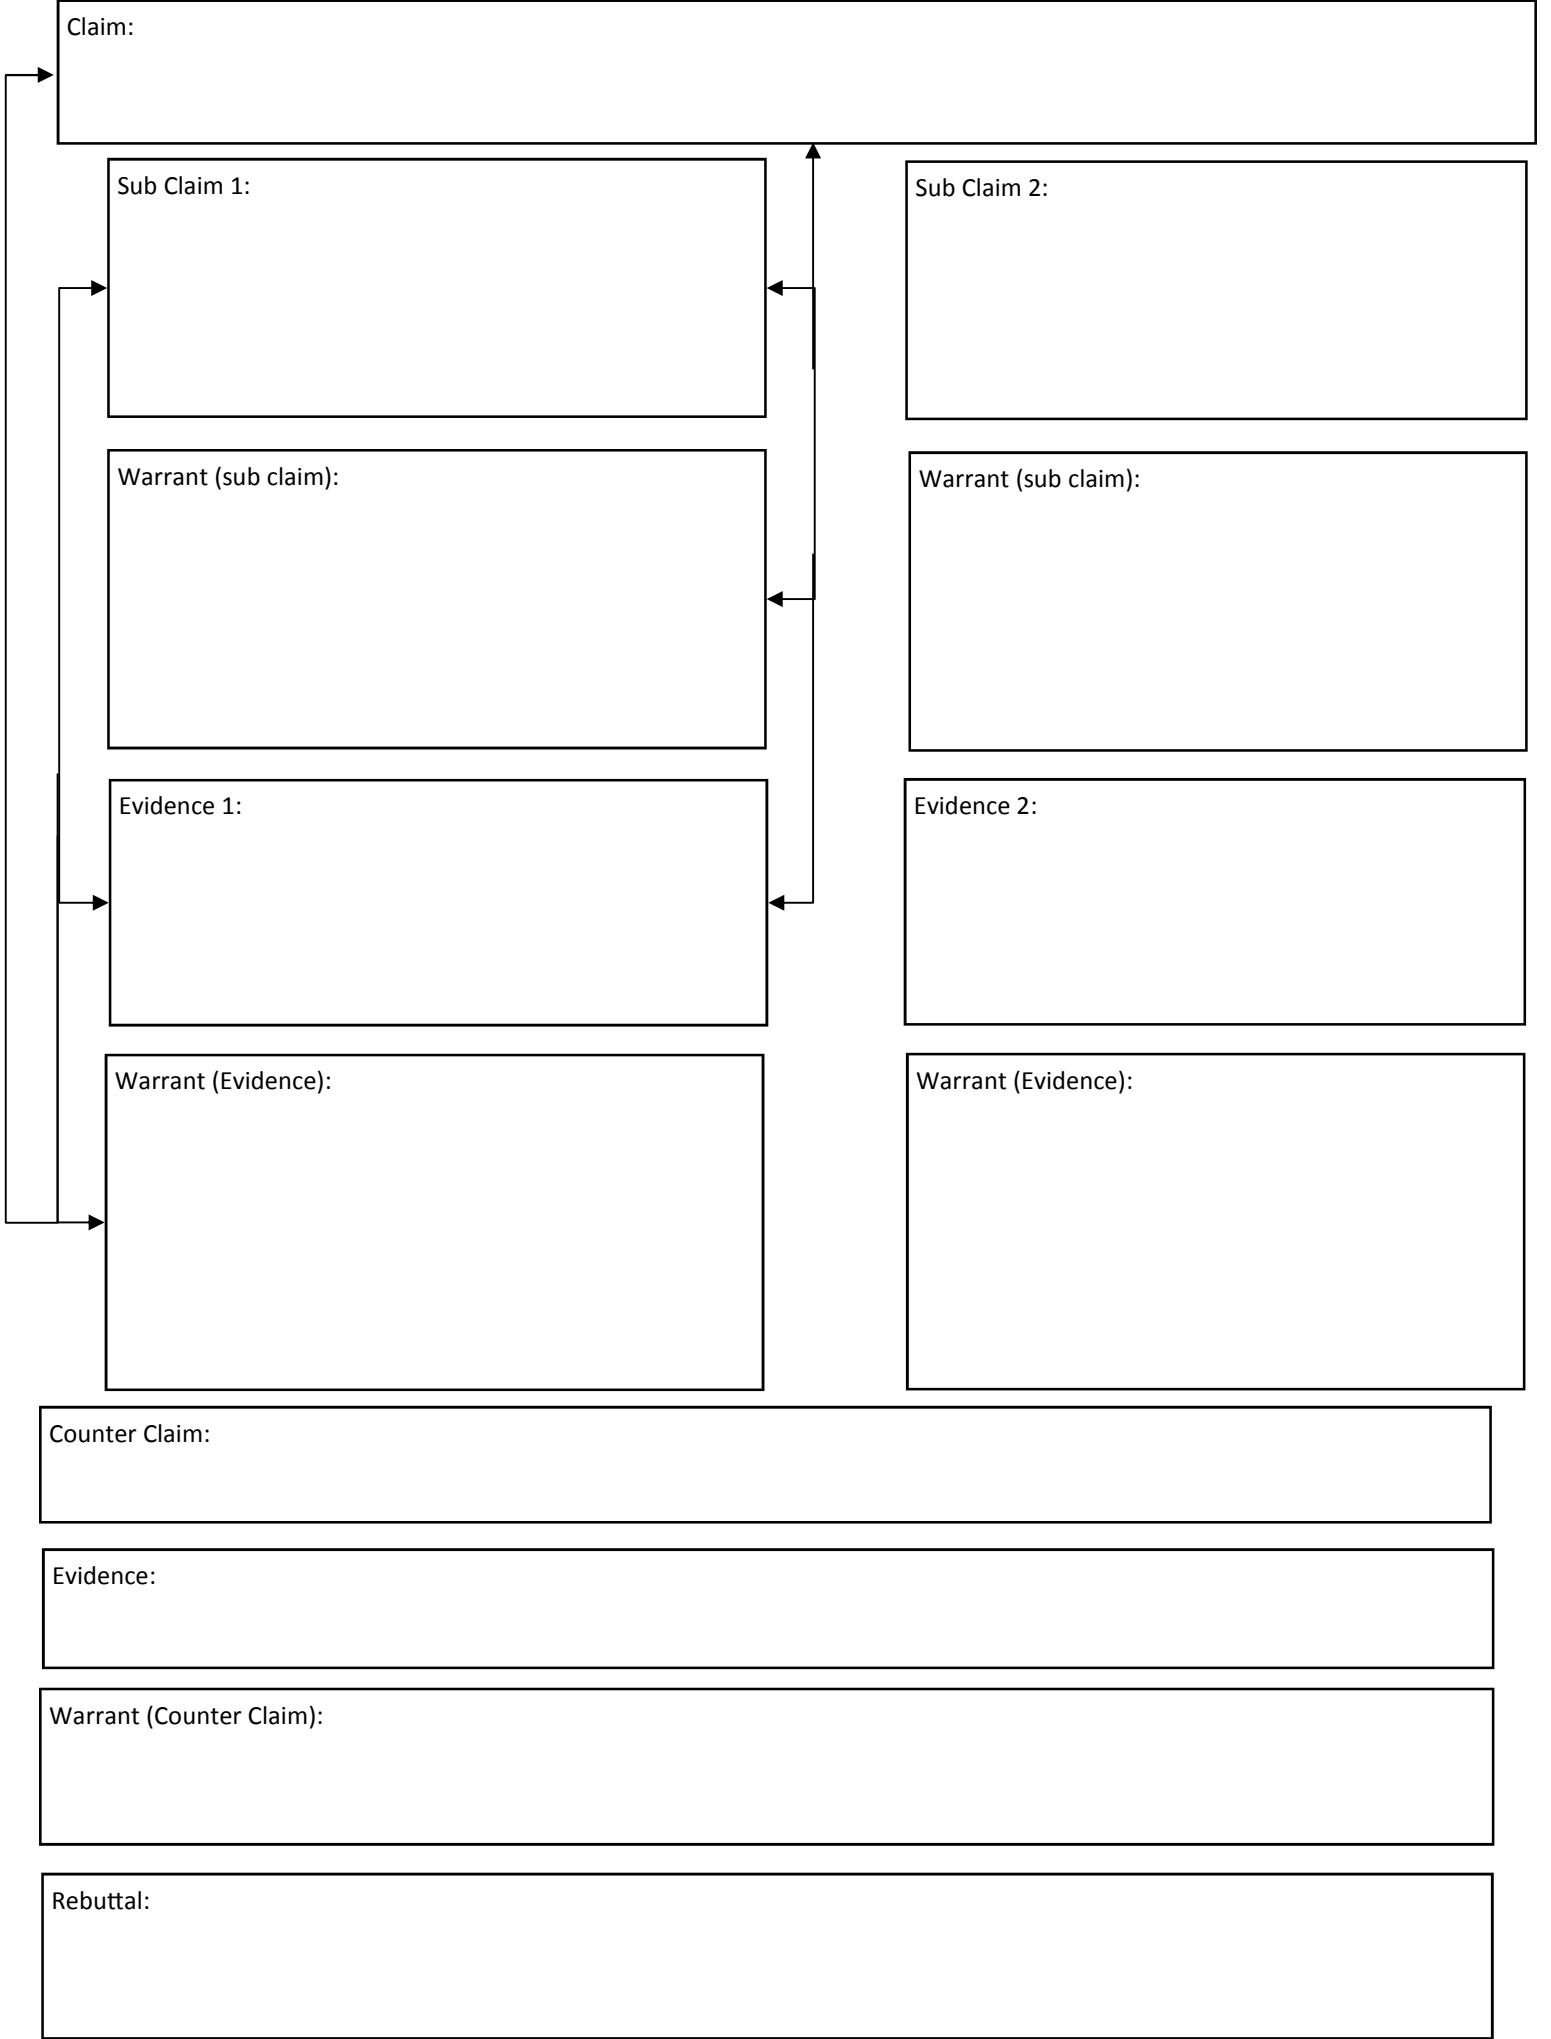 Claim:
Sub Claim 1:
Sub Claim 2:
Warrant (sub claim):
Warrant (sub claim):
Evidence 1:
Evidence 2:
Warrant (Evidence):
Warrant (Evidence):
Counter Claim:
Evidence:
Warrant (Counter Claim):
Rebuttal: